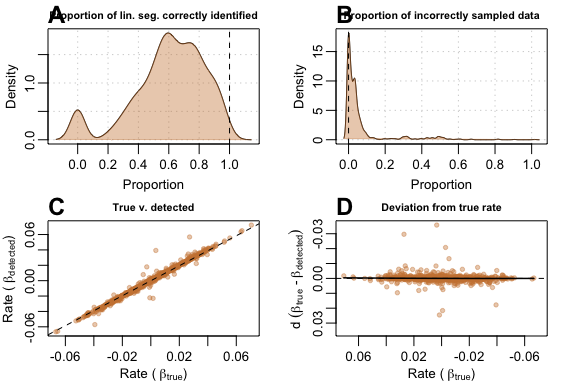 A Proportion of lin. seg. correctly identified
Density
0.0 1.0
0.0 0.2 0.4 0.6 0.8 1.0
Proportion
B Proportion of incorrectly sampled data
Density
0 5 10 15
0.0 0.2 0.4 0.6 0.8 1.0
Proportion
C True v. detected
Rate ( βdetected)
-0.06 0.00 0.06
-0.06 -0.02 0.02 0.06
Rate ( βtrue)
D Deviation from true rate
d (βtrue - βdetected)
0.03 0.00 -0.03
0.06 0.02 -0.02 -0.06
Rate ( βtrue)